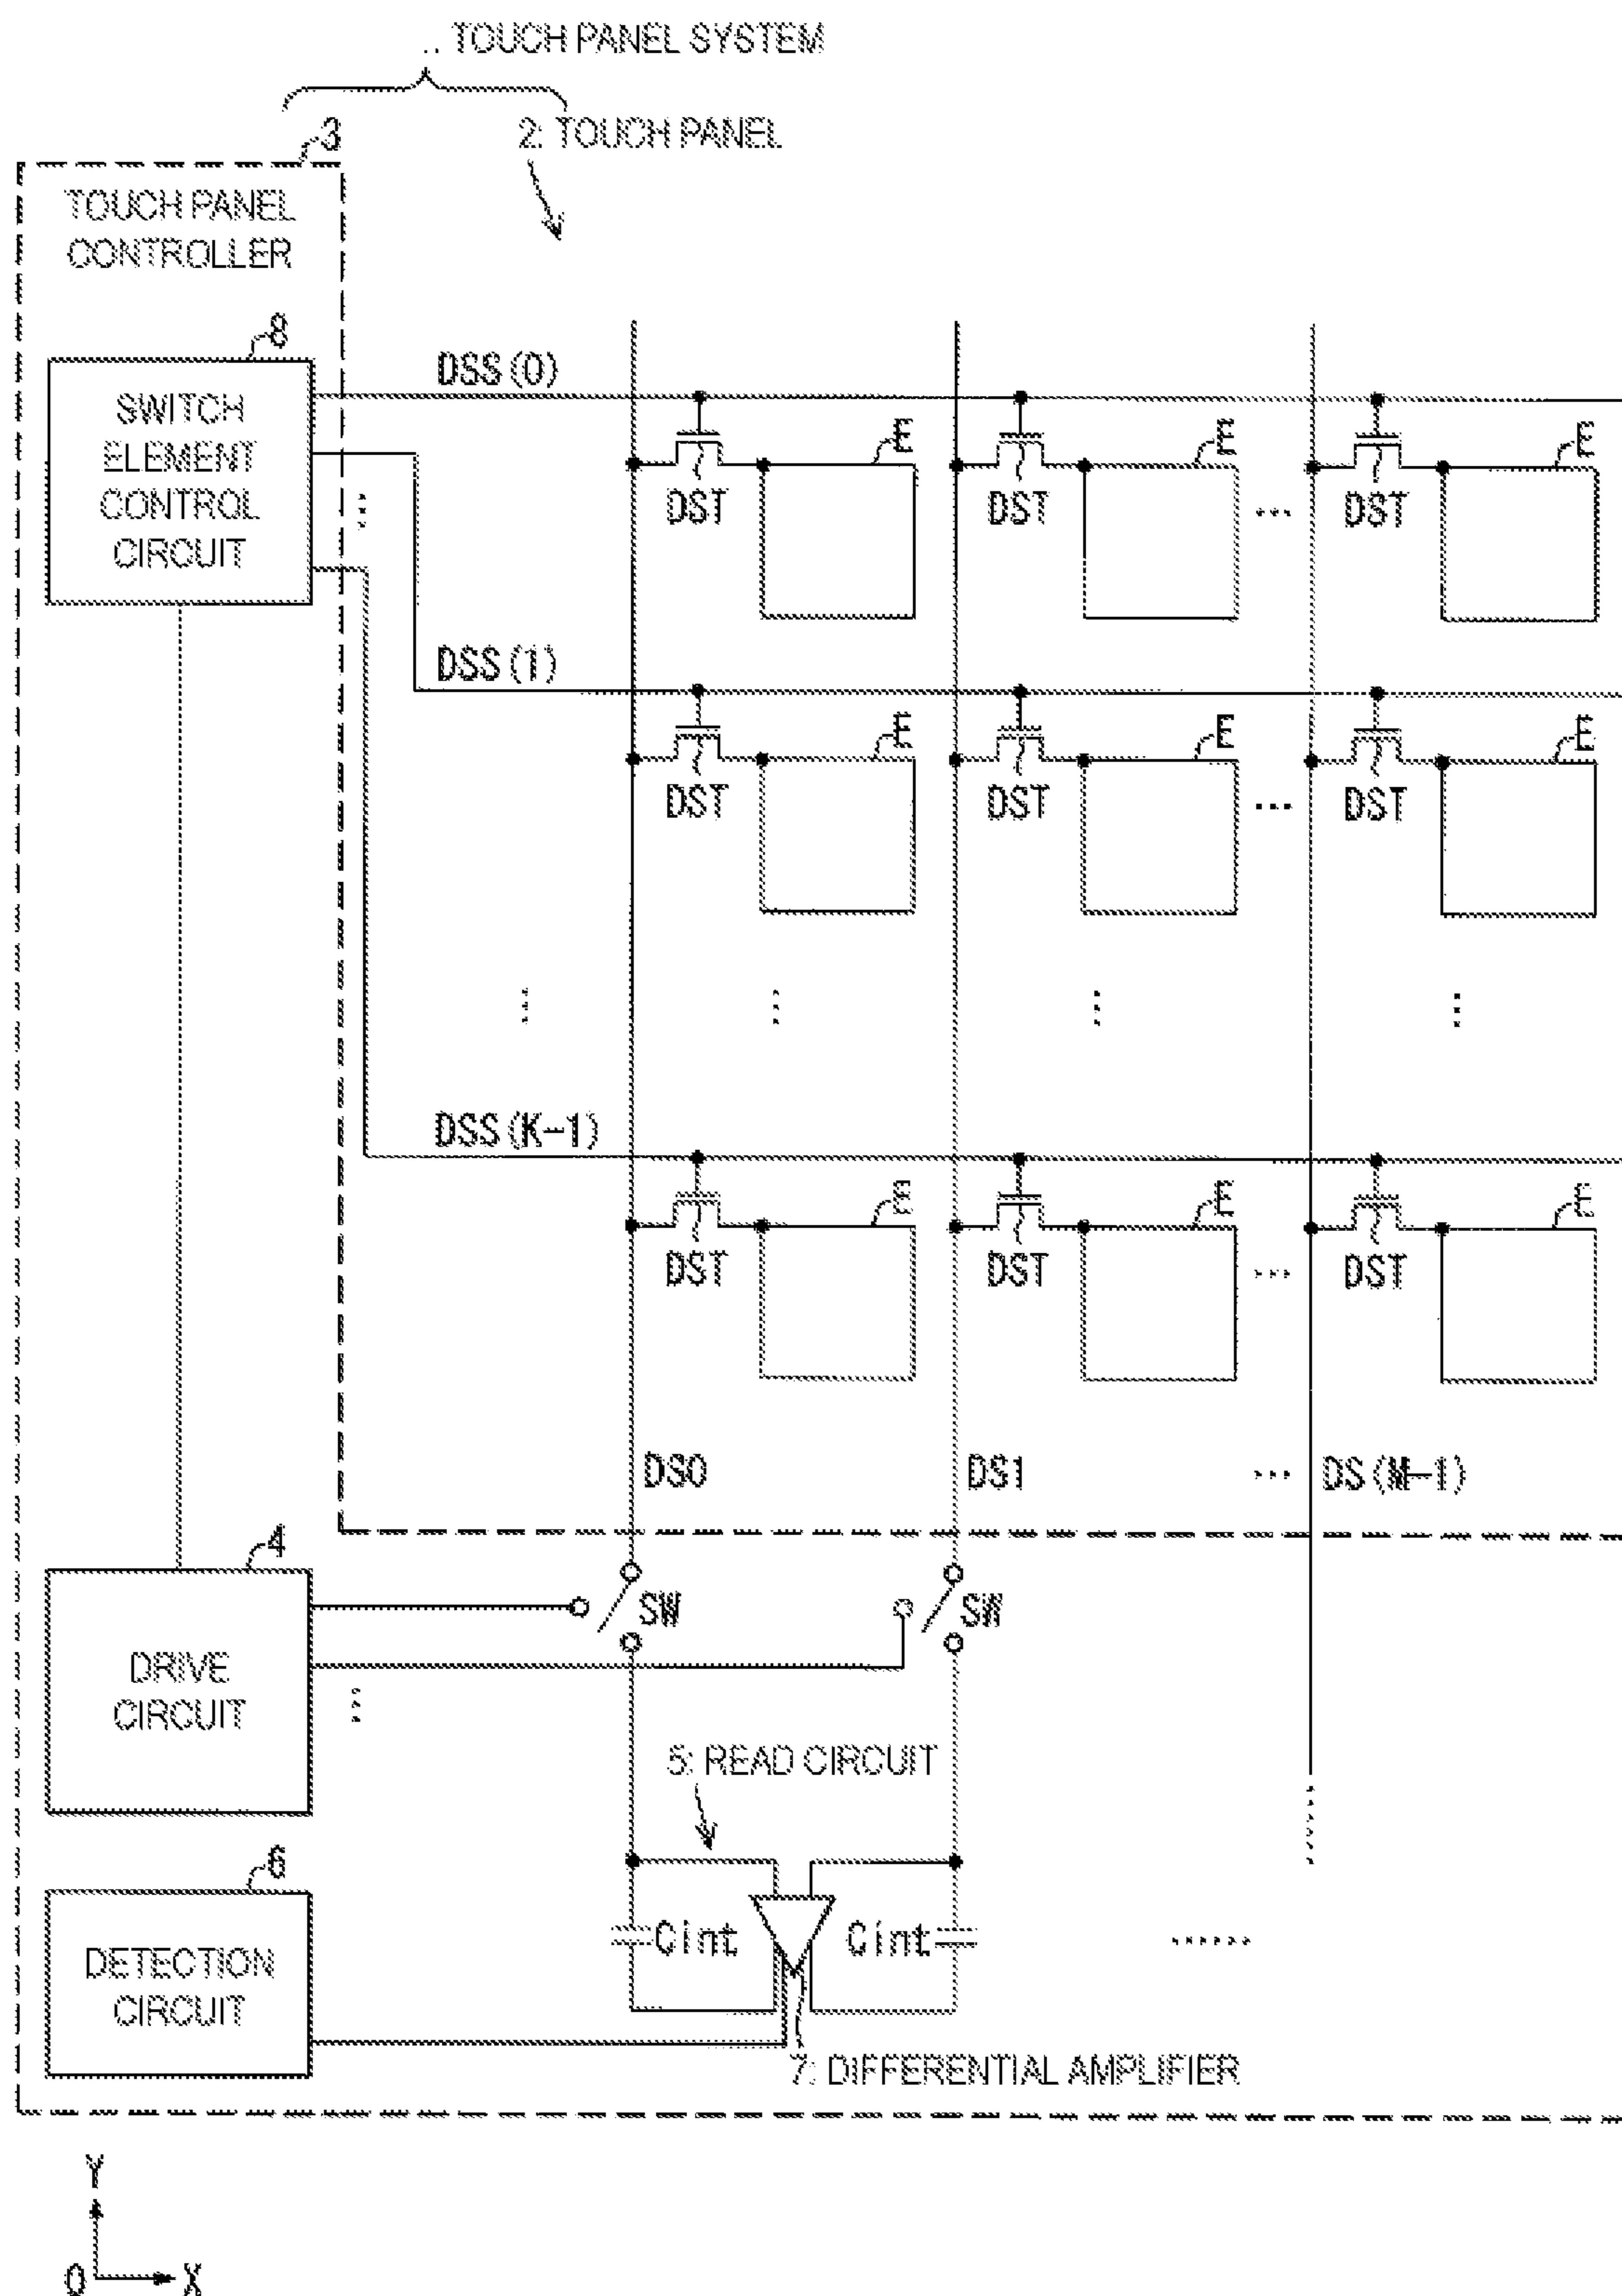 .. TOUCH PANEL SYSTEM
3
2: TOUCH PANEL
TOUCH PANEL
CONTROLLER
8
SWITCH
ELEMENT
CONTROL
CIRCUIT
DSS(0)
E
E
E
DST
DST
... DST
DSS(1)
E
E
E
DST
DST
... DST
DSS(K-1)
E
E
E
DST
DST
... DST
DS0
DS1
... DS(M-1)
4
SW
SW
DRIVE
CIRCUIT
5: READ CIRCUIT
6
DETECTION
CIRCUIT
Cint
Cint
......
7: DIFFERENTIAL AMPLIFIER
Y
O
X